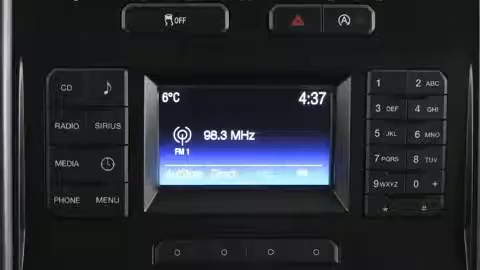 OFF
A
6°C 4:37
98.3 MHz
FM 1
AutoStore Direct
CD
RADIO SIRIUS
MEDIA
PHONE MENU
1 2 ABC
3 DEF 4 GHI
5 JKL 6 MNO
7 PQRS 8 TUV
9 WXYZ 0 +
* #